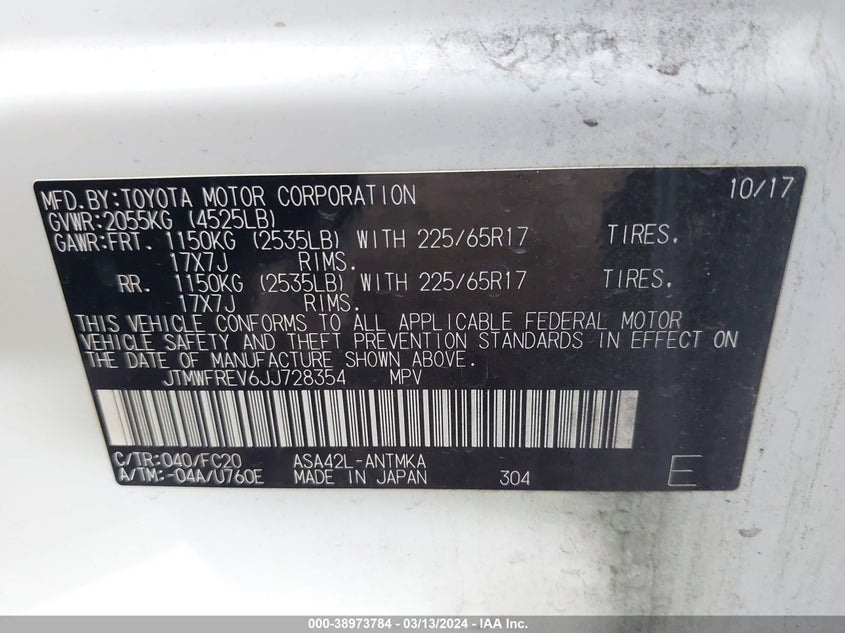 MFD.BY:TOYOTA MOTOR CORPORATION 10/17
GVWR:2055KG (4525LB)
GAWR:FRT. 1150KG (2535LB) WITH 225/65R17 TIRES.
17X7J RIMS.
RR. 1150KG (2535LB) WITH 225/65R17 TIRES.
17X7J RIMS.
THIS VEHICLE CONFORMS TO ALL APPLICABLE FEDERAL MOTOR
VEHICLE SAFETY AND THEFT PREVENTION STANDARDS IN EFFECT ON
THE DATE OF MANUFACTURE SHOWN ABOVE.
JTMWFREV6JJ728354 MPV
C/TR:040/FC20 ASA42L-ANTMKA
A/TM:-04A/U760E MADE IN JAPAN 304 E
000-38973784 - 03/13/2024 - IAA Inc.